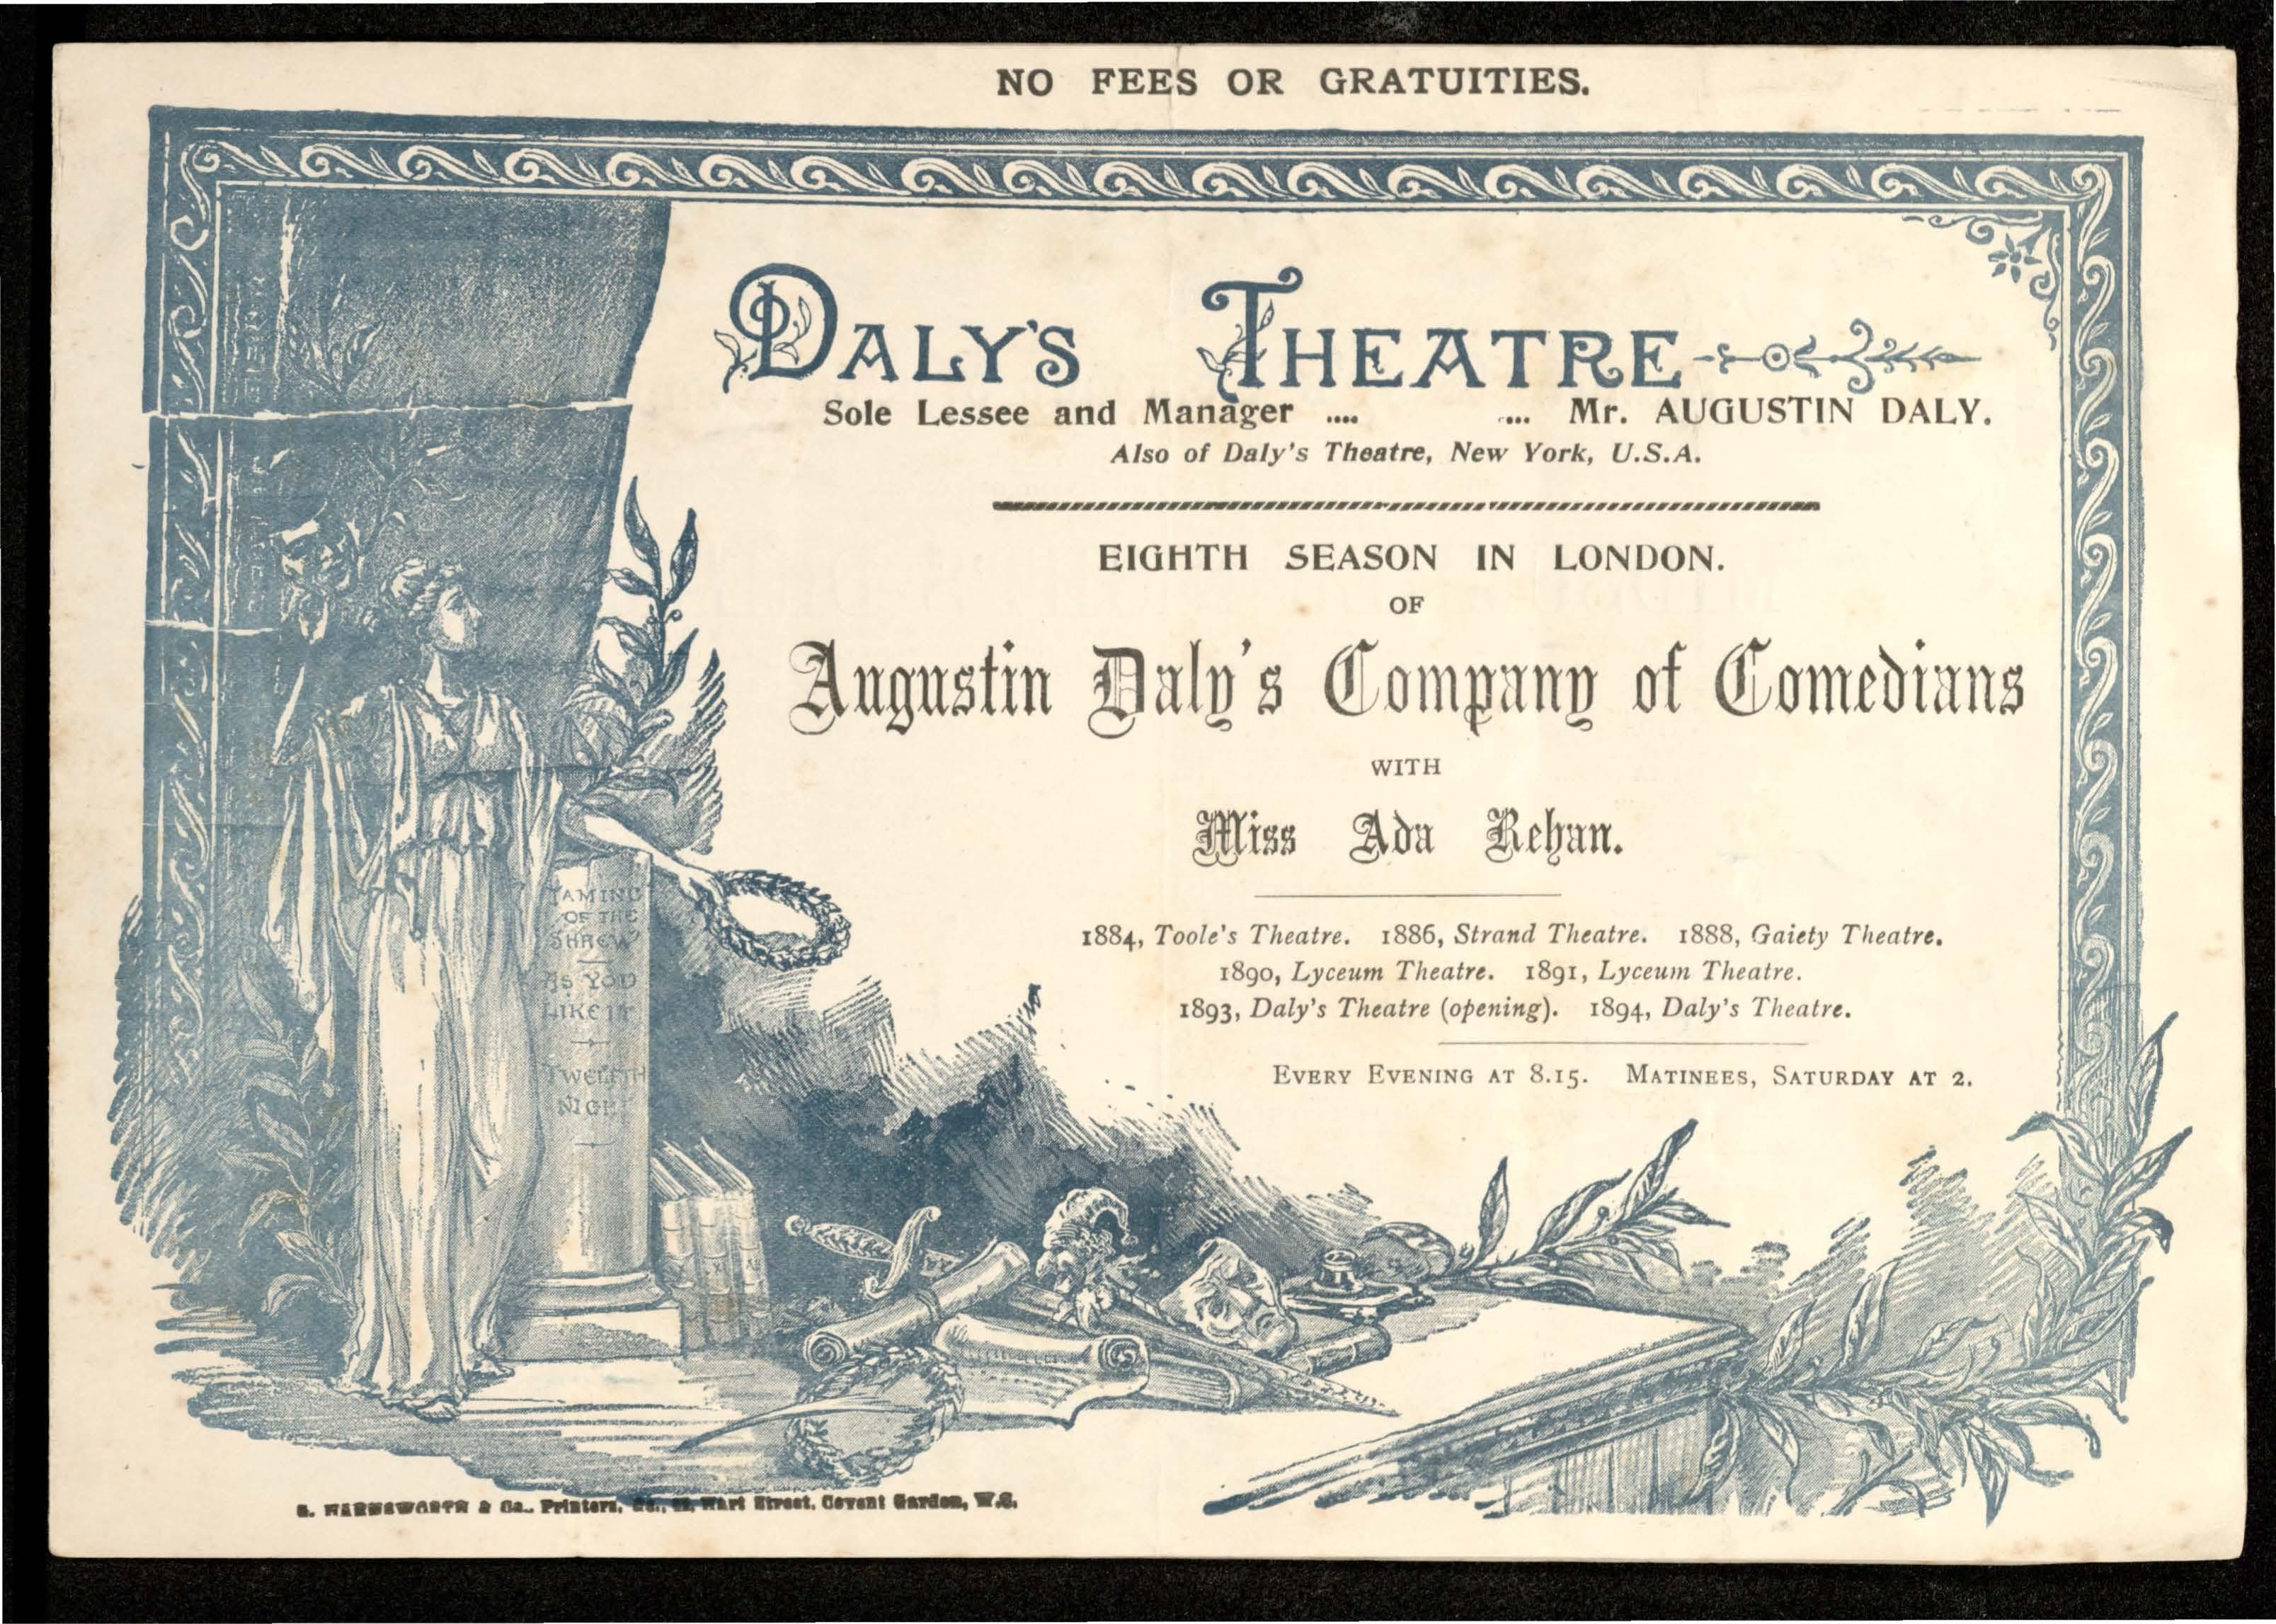 NO FEES OR GRATUITIES.
DALY'S THEATRE
Sole Lessee and Manager .... .... Mr. AUGUSTIN DALY.
Also of Daly's Theatre, New York, U.S.A.
EIGHTH SEASON IN LONDON.
OF
Augustin Daly's Company of Comedians
WITH
Miss Ada Rehan.
1884, Toole's Theatre. 1886, Strand Theatre. 1888, Gaiety Theatre.
1890, Lyceum Theatre. 1891, Lyceum Theatre.
1893, Daly's Theatre (opening). 1894, Daly's Theatre.
EVERY EVENING AT 8.15. MATINEES, SATURDAY AT 2.
TAMING
OF THE
SHREW
AS YOU
LIKE IT
TWELFTH
NIGHT
& Co., Printers, Hart Street, Covent Garden, W.C.